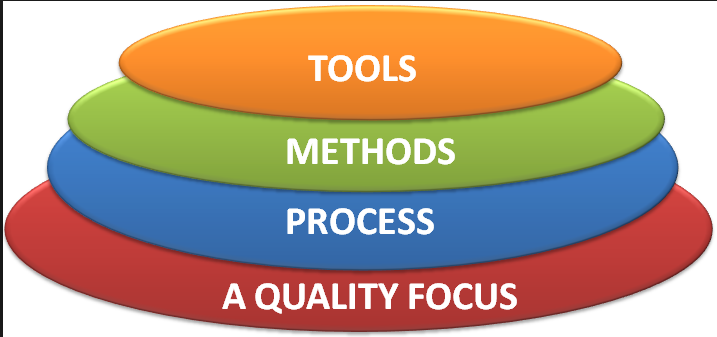 TOOLS
METHODS
PROCESS
A QUALITY FOCUS